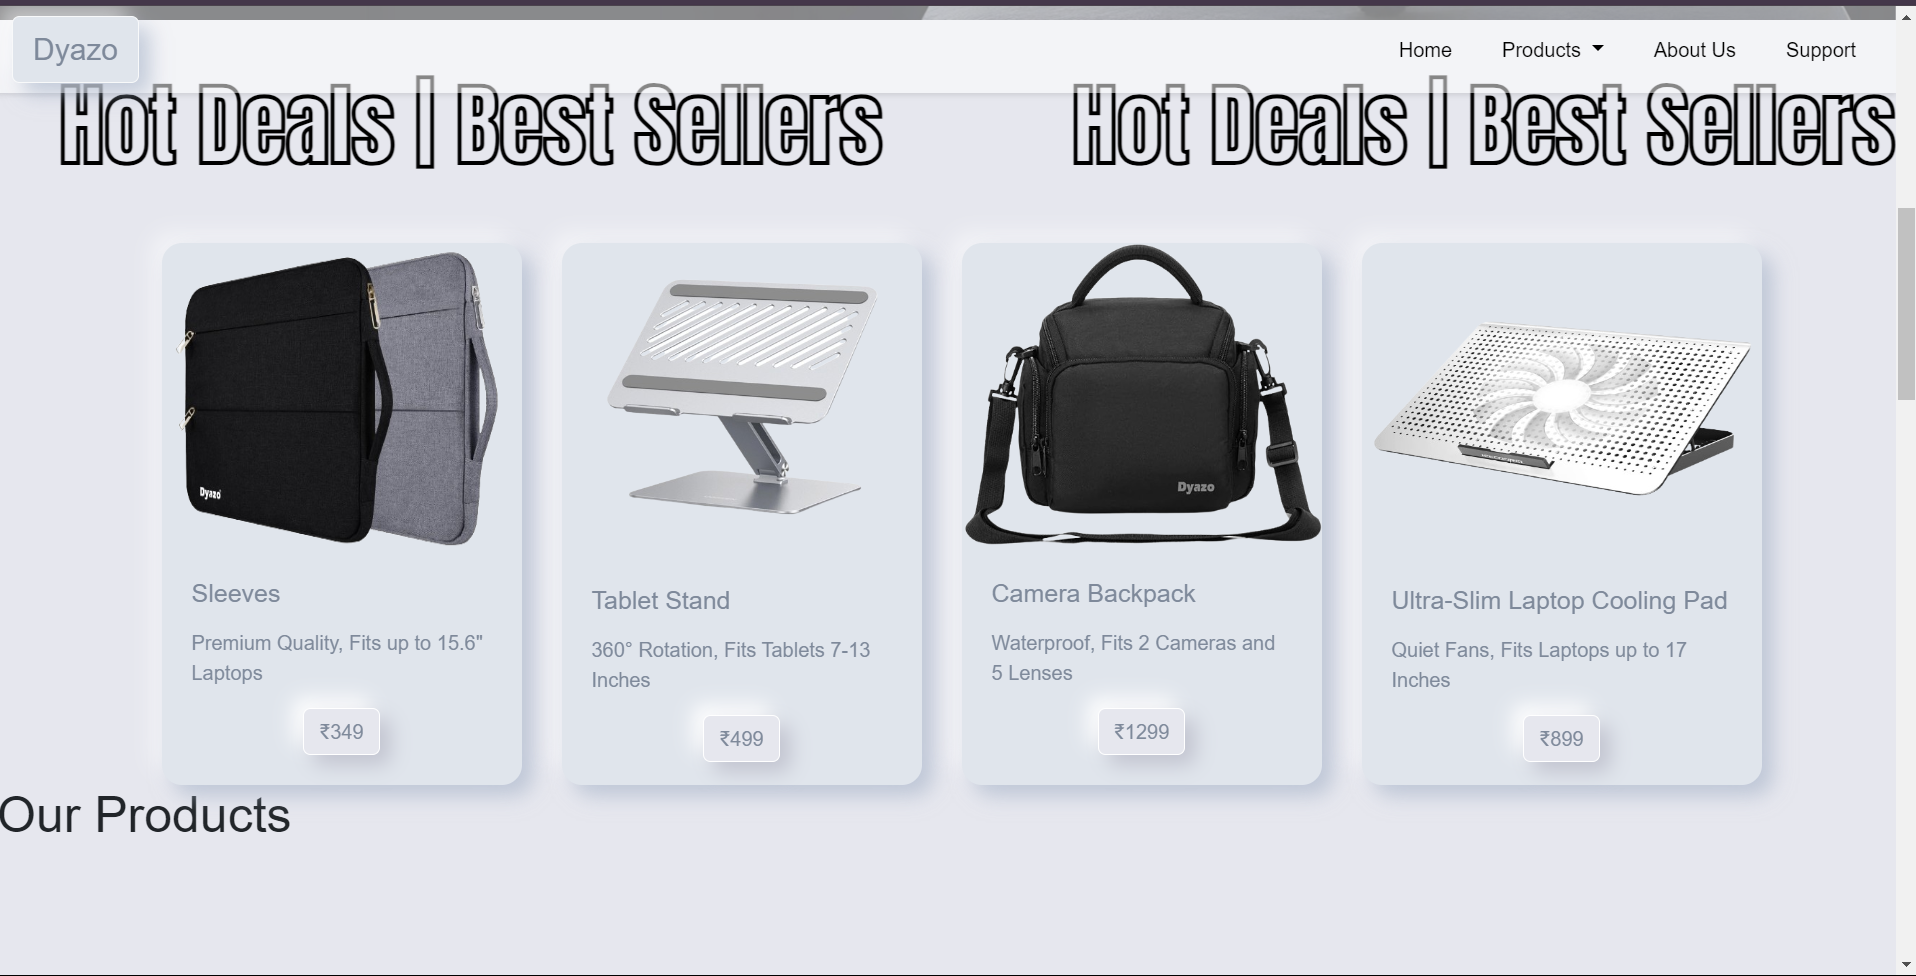 Dyazo
Home Products About Us Support
Hot Deals | Best Sellers Hot Deals | Best Sellers
Dyazo
Dyazo
Sleeves
Premium Quality, Fits up to 15.6"
Laptops
₹349
Tablet Stand
360° Rotation, Fits Tablets 7-13
Inches
₹499
Camera Backpack
Waterproof, Fits 2 Cameras and
5 Lenses
₹1299
Ultra-Slim Laptop Cooling Pad
Quiet Fans, Fits Laptops up to 17
Inches
₹899
Our Products